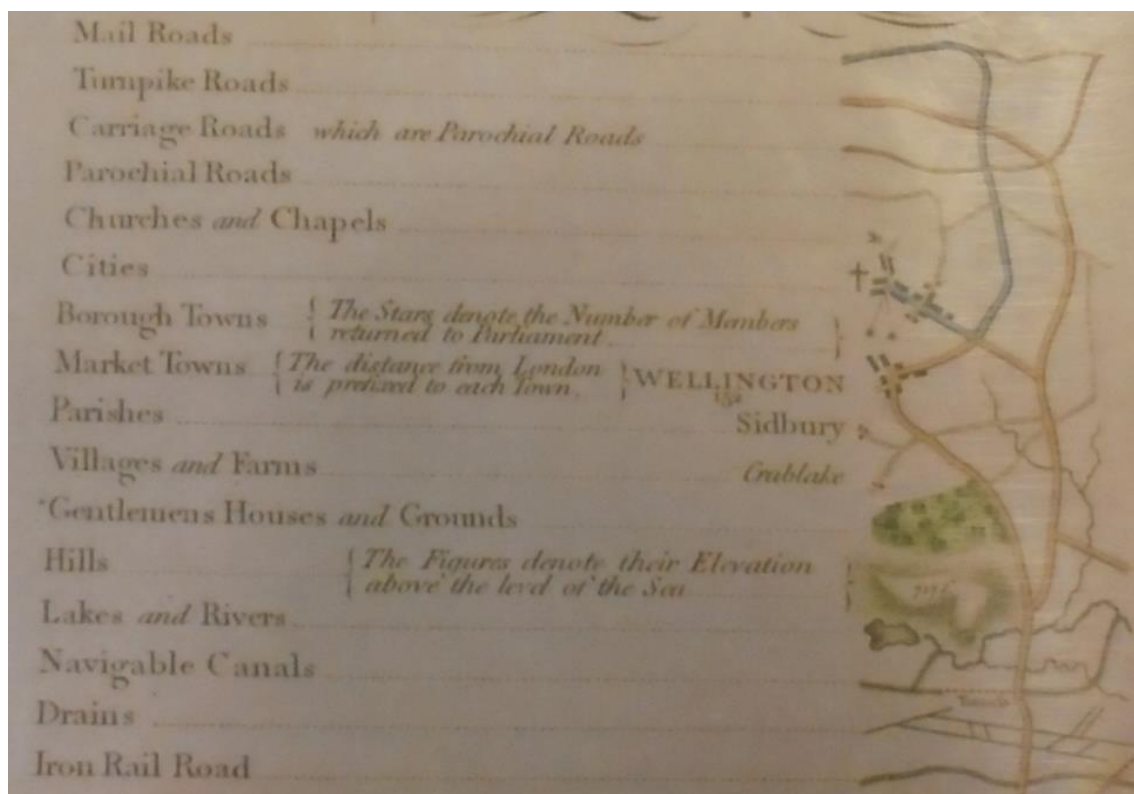 Mail Roads
Turnpike Roads
Carriage Roads which are Parochial Roads
Parochial Roads
Churches and Chapels
Cities
Borough Towns { The Stars denote the Number of Members
returned to Parliament }
Market Towns { The distance from London
is prefixed to each Town. } WELLINGTON
152
Parishes Sidbury
Villages and Farms Crublake
Gentlemens Houses and Grounds
Hills { The Figures denote their Elevation
above the level of the Sea }
Lakes and Rivers
Navigable Canals
Drains
Iron Rail Road